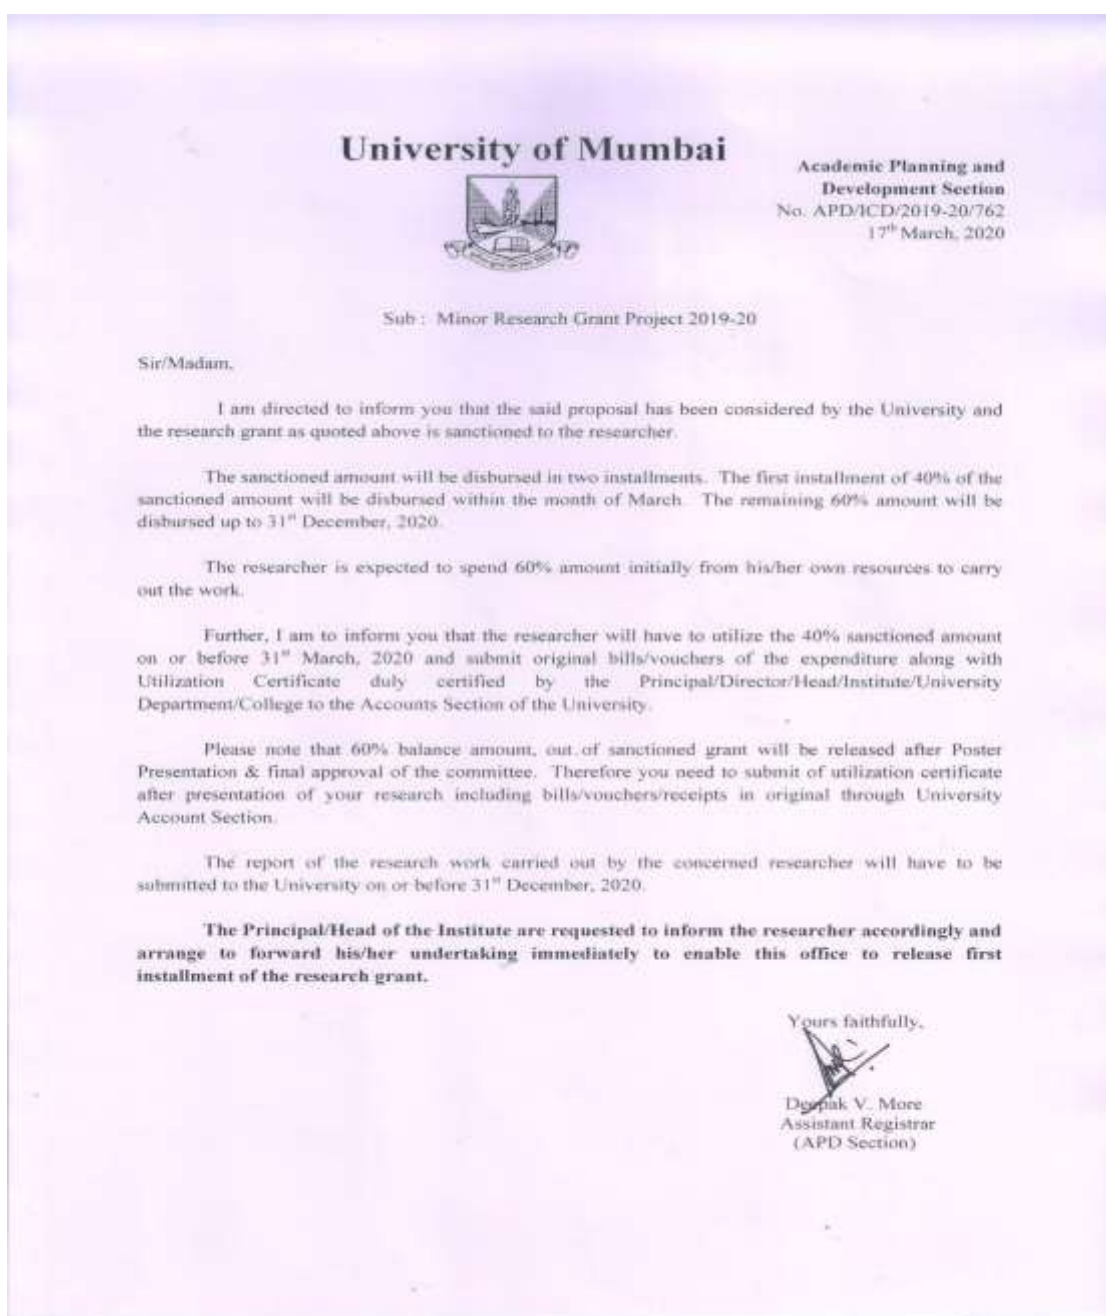 University of Mumbai
Academic Planning and
Development Section
No. APD/ICD/2019-20/762
17th March, 2020
Sub : Minor Research Grant Project 2019-20
Sir/Madam,
I am directed to inform you that the said proposal has been considered by the University and
the research grant as quoted above is sanctioned to the researcher.
The sanctioned amount will be disbursed in two installments. The first installment of 40% of the
sanctioned amount will be disbursed within the month of March. The remaining 60% amount will be
disbursed up to 31st December, 2020.
The researcher is expected to spend 60% amount initially from his/her own resources to carry
out the work.
Further, I am to inform you that the researcher will have to utilize the 40% sanctioned amount
on or before 31st March, 2020 and submit original bills/vouchers of the expenditure along with
Utilization Certificate duly certified by the Principal/Director/Head/Institute/University
Department/College to the Accounts Section of the University.
Please note that 60% balance amount, out of sanctioned grant will be released after Poster
Presentation & final approval of the committee. Therefore you need to submit of utilization certificate
after presentation of your research including bills/vouchers/receipts in original through University
Account Section.
The report of the research work carried out by the concerned researcher will have to be
submitted to the University on or before 31st December, 2020.
The Principal/Head of the Institute are requested to inform the researcher accordingly and
arrange to forward his/her undertaking immediately to enable this office to release first
installment of the research grant.
Yours faithfully,
Deepak V. More
Assistant Registrar
(APD Section)